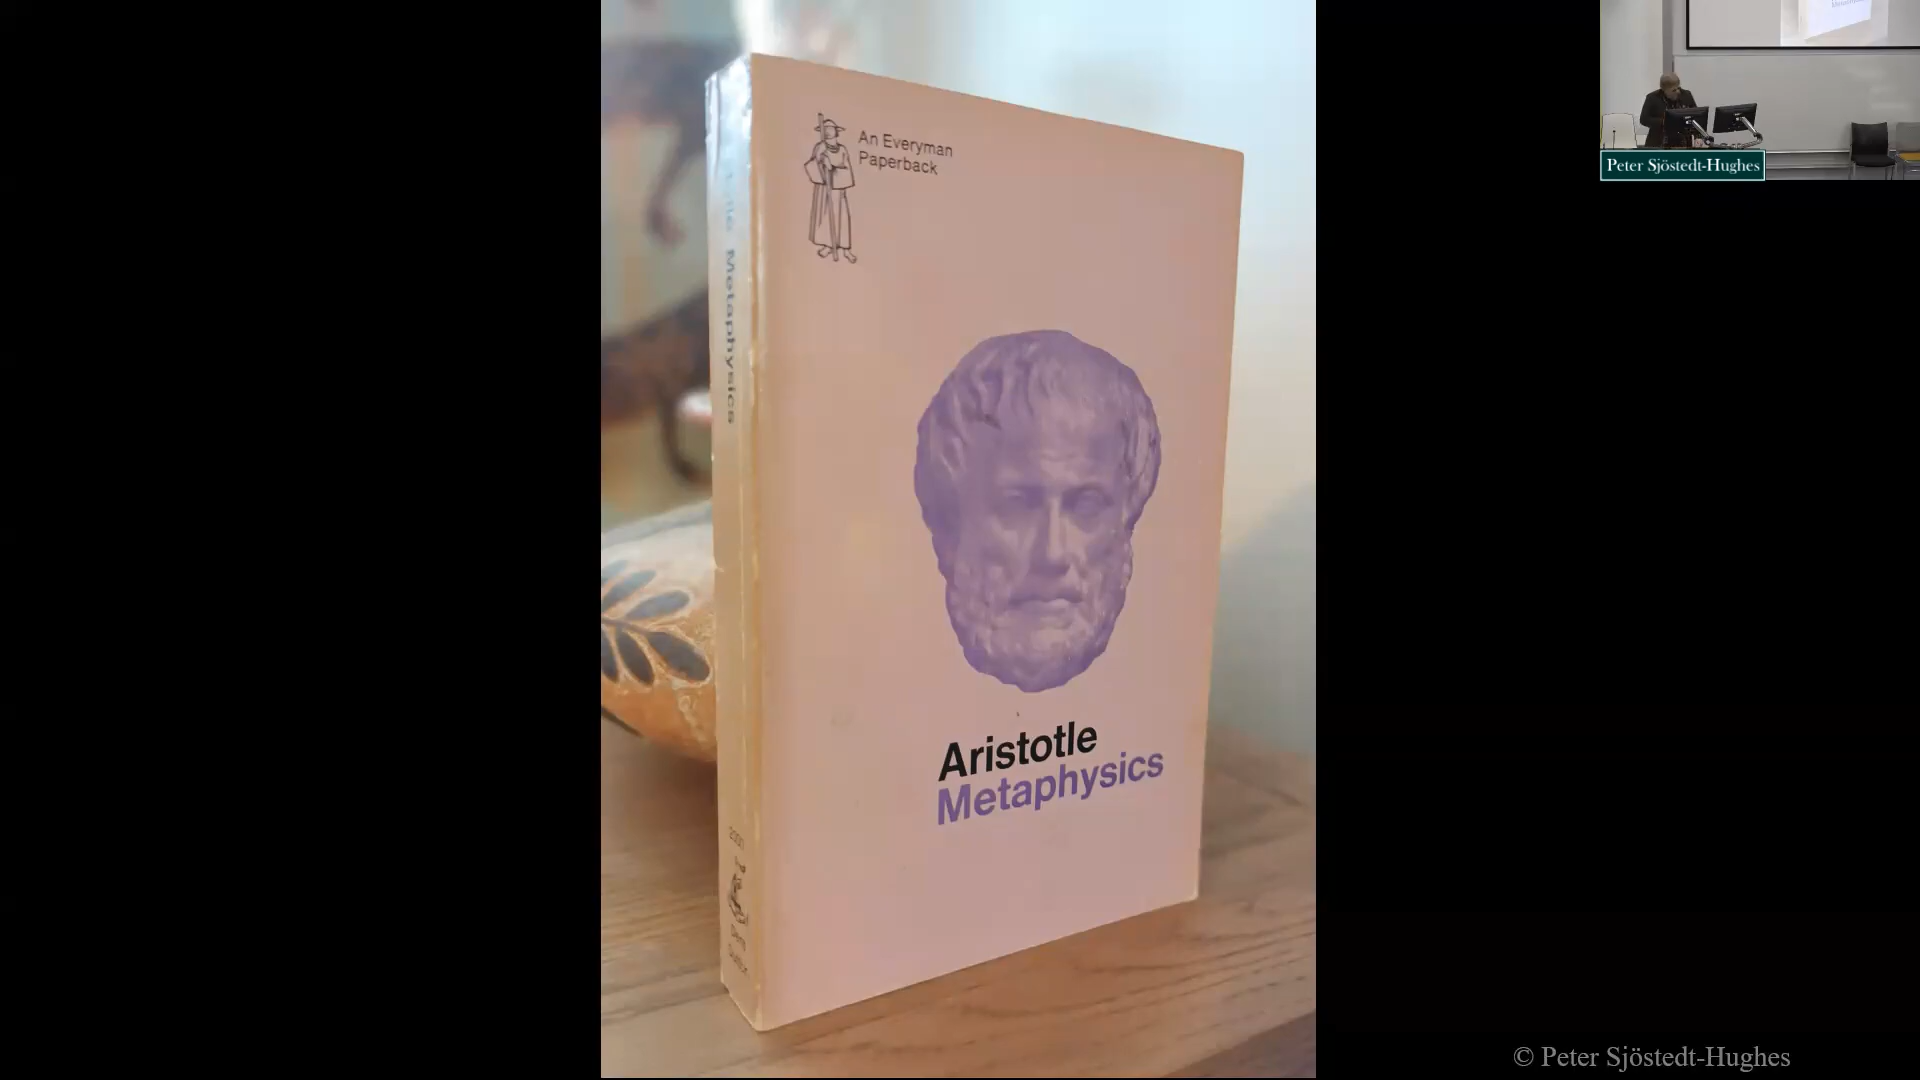 An Everyman
Paperback
Metaphysics
Aristotle
Metaphysics
Peter Sjöstedt-Hughes
© Peter Sjöstedt-Hughes